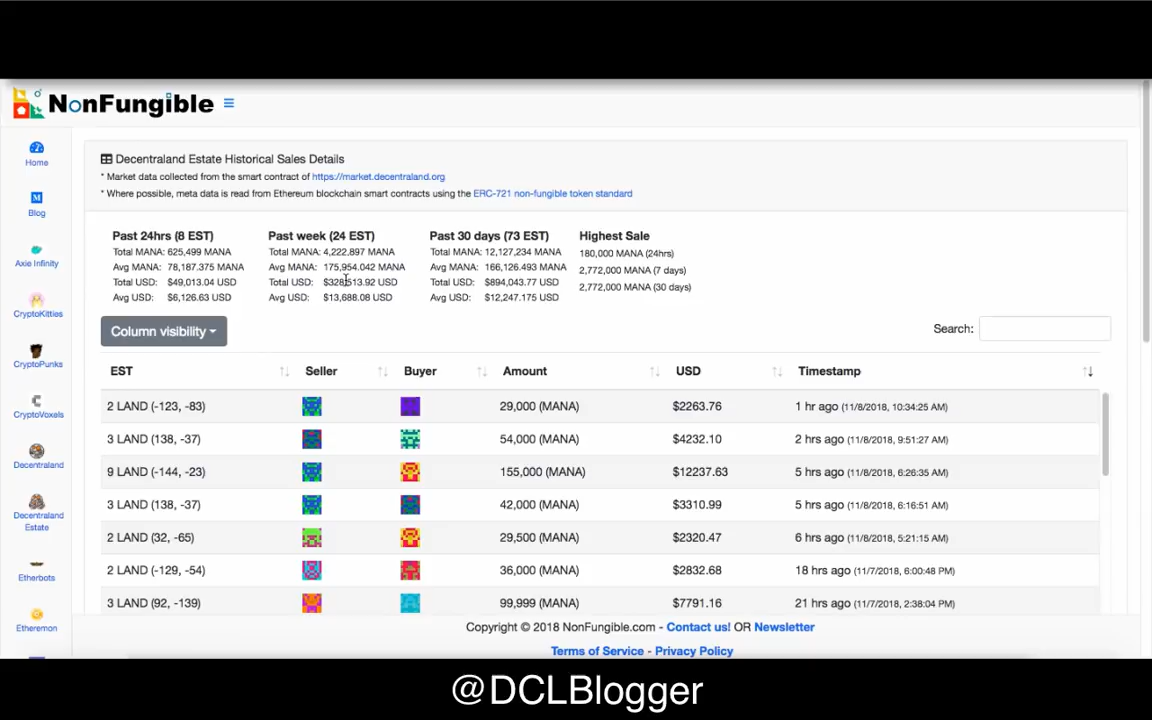 NonFungible
Home
Blog
Axie Infinity
CryptoKitties
CryptoPunks
CryptoVoxels
Decentraland
Decentraland
Estate
Etherbots
Etheremon
Decentraland Estate Historical Sales Details
* Market data collected from the smart contract of https://market.decentraland.org
* Where possible, meta data is read from Ethereum blockchain smart contracts using the ERC-721 non-fungible token standard
Past 24hrs (8 EST)
Total MANA: 625,499 MANA
Avg MANA: 78,187.375 MANA
Total USD: $49,013.04 USD
Avg USD: $6,126.63 USD
Past week (24 EST)
Total MANA: 4,222,897 MANA
Avg MANA: 175,954.042 MANA
Total USD: $328,513.92 USD
Avg USD: $13,688.08 USD
Past 30 days (73 EST)
Total MANA: 12,127,234 MANA
Avg MANA: 166,126.493 MANA
Total USD: $894,043.77 USD
Avg USD: $12,247.175 USD
Highest Sale
180,000 MANA (24hrs)
2,772,000 MANA (7 days)
2,772,000 MANA (30 days)
Column visibility
Search:
EST Seller Buyer Amount USD Timestamp
2 LAND (-123, -83) 29,000 (MANA) $2263.76 1 hr ago (11/8/2018, 10:34:25 AM)
3 LAND (138, -37) 54,000 (MANA) $4232.10 2 hrs ago (11/8/2018, 9:51:27 AM)
9 LAND (-144, -23) 155,000 (MANA) $12237.63 5 hrs ago (11/8/2018, 6:26:35 AM)
3 LAND (138, -37) 42,000 (MANA) $3310.99 5 hrs ago (11/8/2018, 6:16:51 AM)
2 LAND (32, -65) 29,500 (MANA) $2320.47 6 hrs ago (11/8/2018, 5:21:15 AM)
2 LAND (-129, -54) 36,000 (MANA) $2832.68 18 hrs ago (11/7/2018, 6:00:48 PM)
3 LAND (92, -139) 99,999 (MANA) $7791.16 21 hrs ago (11/7/2018, 2:38:04 PM)
Copyright © 2018 NonFungible.com - Contact us! OR Newsletter
Terms of Service - Privacy Policy
@DCLBlogger